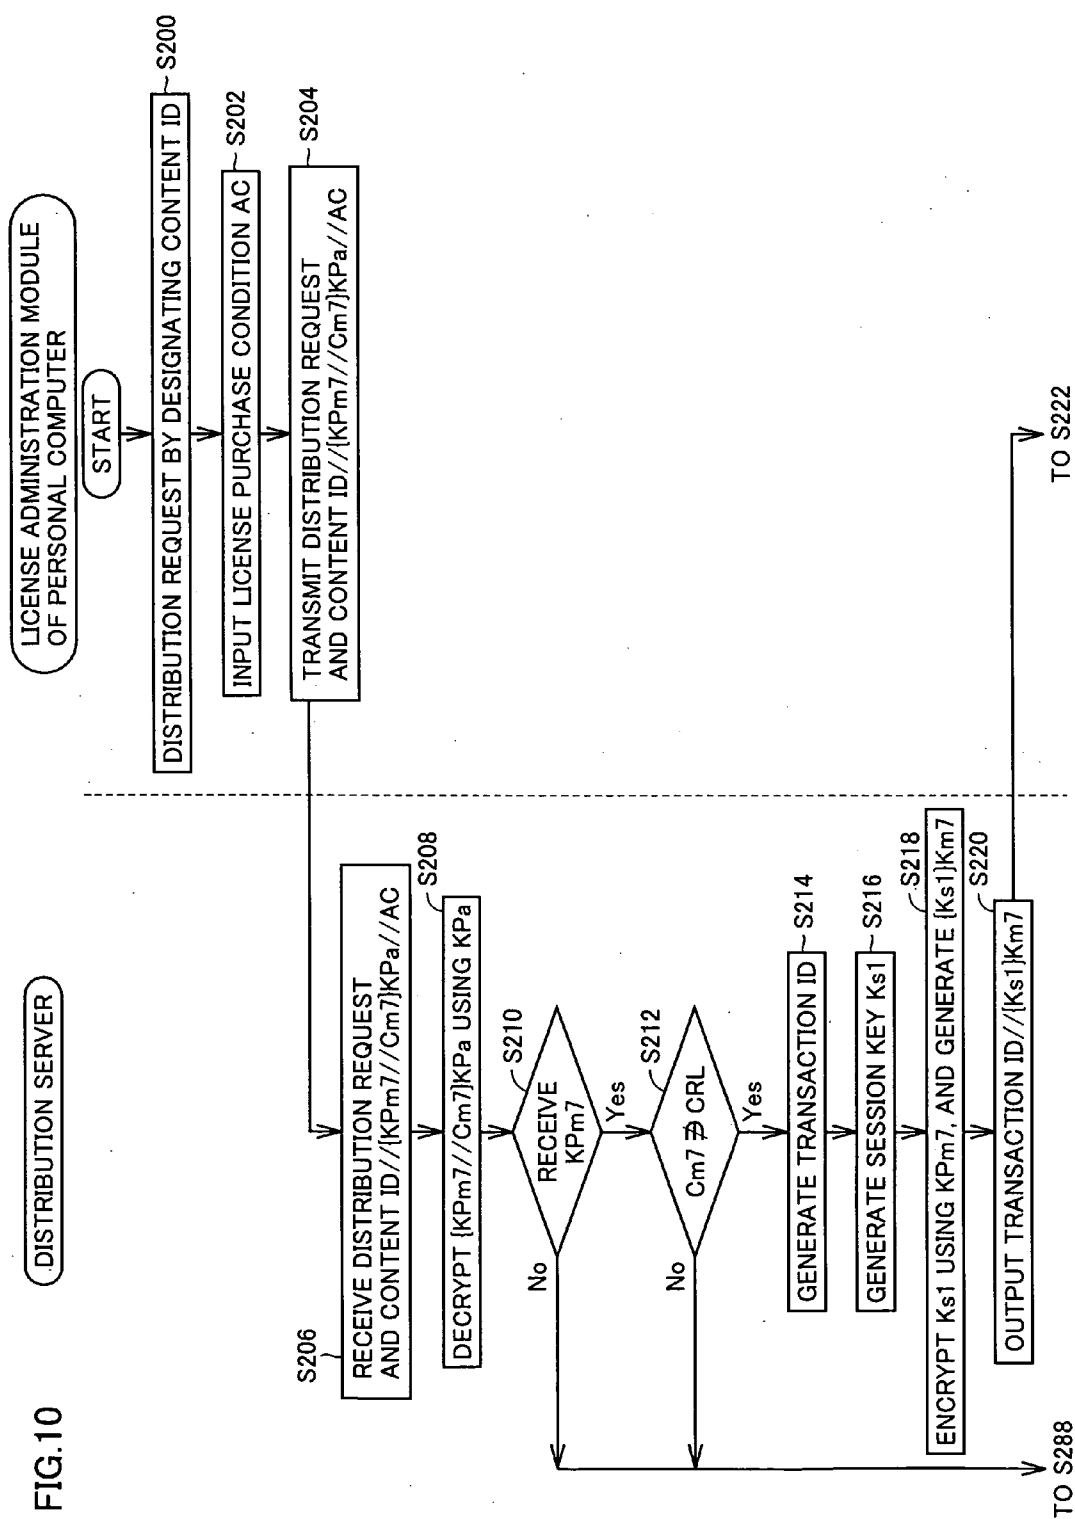 FIG.10
DISTRIBUTION SERVER
LICENSE ADMINISTRATION MODULE
OF PERSONAL COMPUTER
START
DISTRIBUTION REQUEST BY DESIGNATING CONTENT ID
S200
INPUT LICENSE PURCHASE CONDITION AC
S202
TRANSMIT DISTRIBUTION REQUEST
AND CONTENT ID//{KPm7//Cm7}KPa//AC
S204
S206
RECEIVE DISTRIBUTION REQUEST
AND CONTENT ID//{KPm7//Cm7}KPa//AC
DECRYPT {KPm7//Cm7}KPa USING KPa
S208
RECEIVE
KPm7
S210
No
Yes
Cm7 ∌ CRL
S212
No
Yes
GENERATE TRANSACTION ID
S214
GENERATE SESSION KEY Ks1
S216
ENCRYPT Ks1 USING KPm7, AND GENERATE {Ks1}Km7
S218
OUTPUT TRANSACTION ID//{Ks1}Km7
S220
TO S288
TO S222